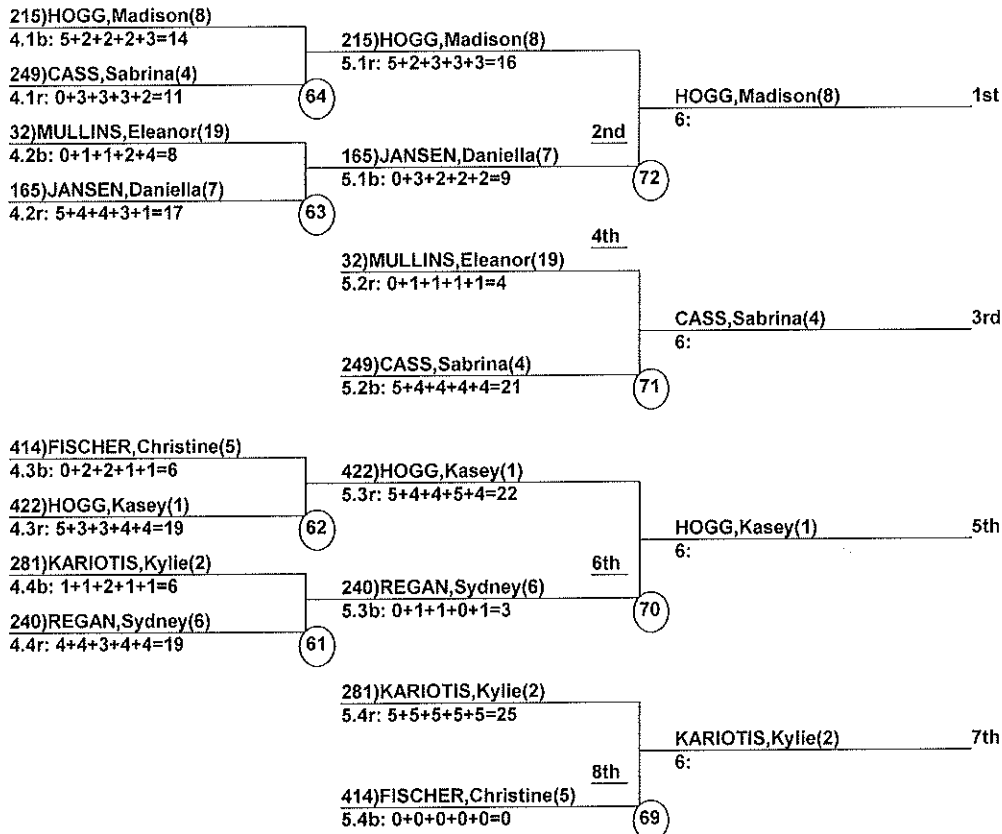 215)HOGG,Madison(8)
4.1b: 5+2+2+2+3=14
249)CASS,Sabrina(4)
4.1r: 0+3+3+3+2=11
64
32)MULLINS,Eleanor(19)
4.2b: 0+1+1+2+4=8
165)JANSEN,Daniella(7)
4.2r: 5+4+4+3+1=17
63
215)HOGG,Madison(8)
5.1r: 5+2+3+3+3=16
2nd
165)JANSEN,Daniella(7)
5.1b: 0+3+2+2+2=9
72
HOGG,Madison(8) 1st
6:
4th
32)MULLINS,Eleanor(19)
5.2r: 0+1+1+1+1=4
249)CASS,Sabrina(4)
5.2b: 5+4+4+4+4=21
71
CASS,Sabrina(4) 3rd
6:
414)FISCHER,Christine(5)
4.3b: 0+2+2+1+1=6
422)HOGG,Kasey(1)
4.3r: 5+3+3+4+4=19
62
281)KARIOTIS,Kylie(2)
4.4b: 1+1+2+1+1=6
240)REGAN,Sydney(6)
4.4r: 4+4+3+4+4=19
61
422)HOGG,Kasey(1)
5.3r: 5+4+4+5+4=22
6th
240)REGAN,Sydney(6)
5.3b: 0+1+1+0+1=3
70
HOGG,Kasey(1) 5th
6:
281)KARIOTIS,Kylie(2)
5.4r: 5+5+5+5+5=25
8th
414)FISCHER,Christine(5)
5.4b: 0+0+0+0+0=0
69
KARIOTIS,Kylie(2) 7th
6: